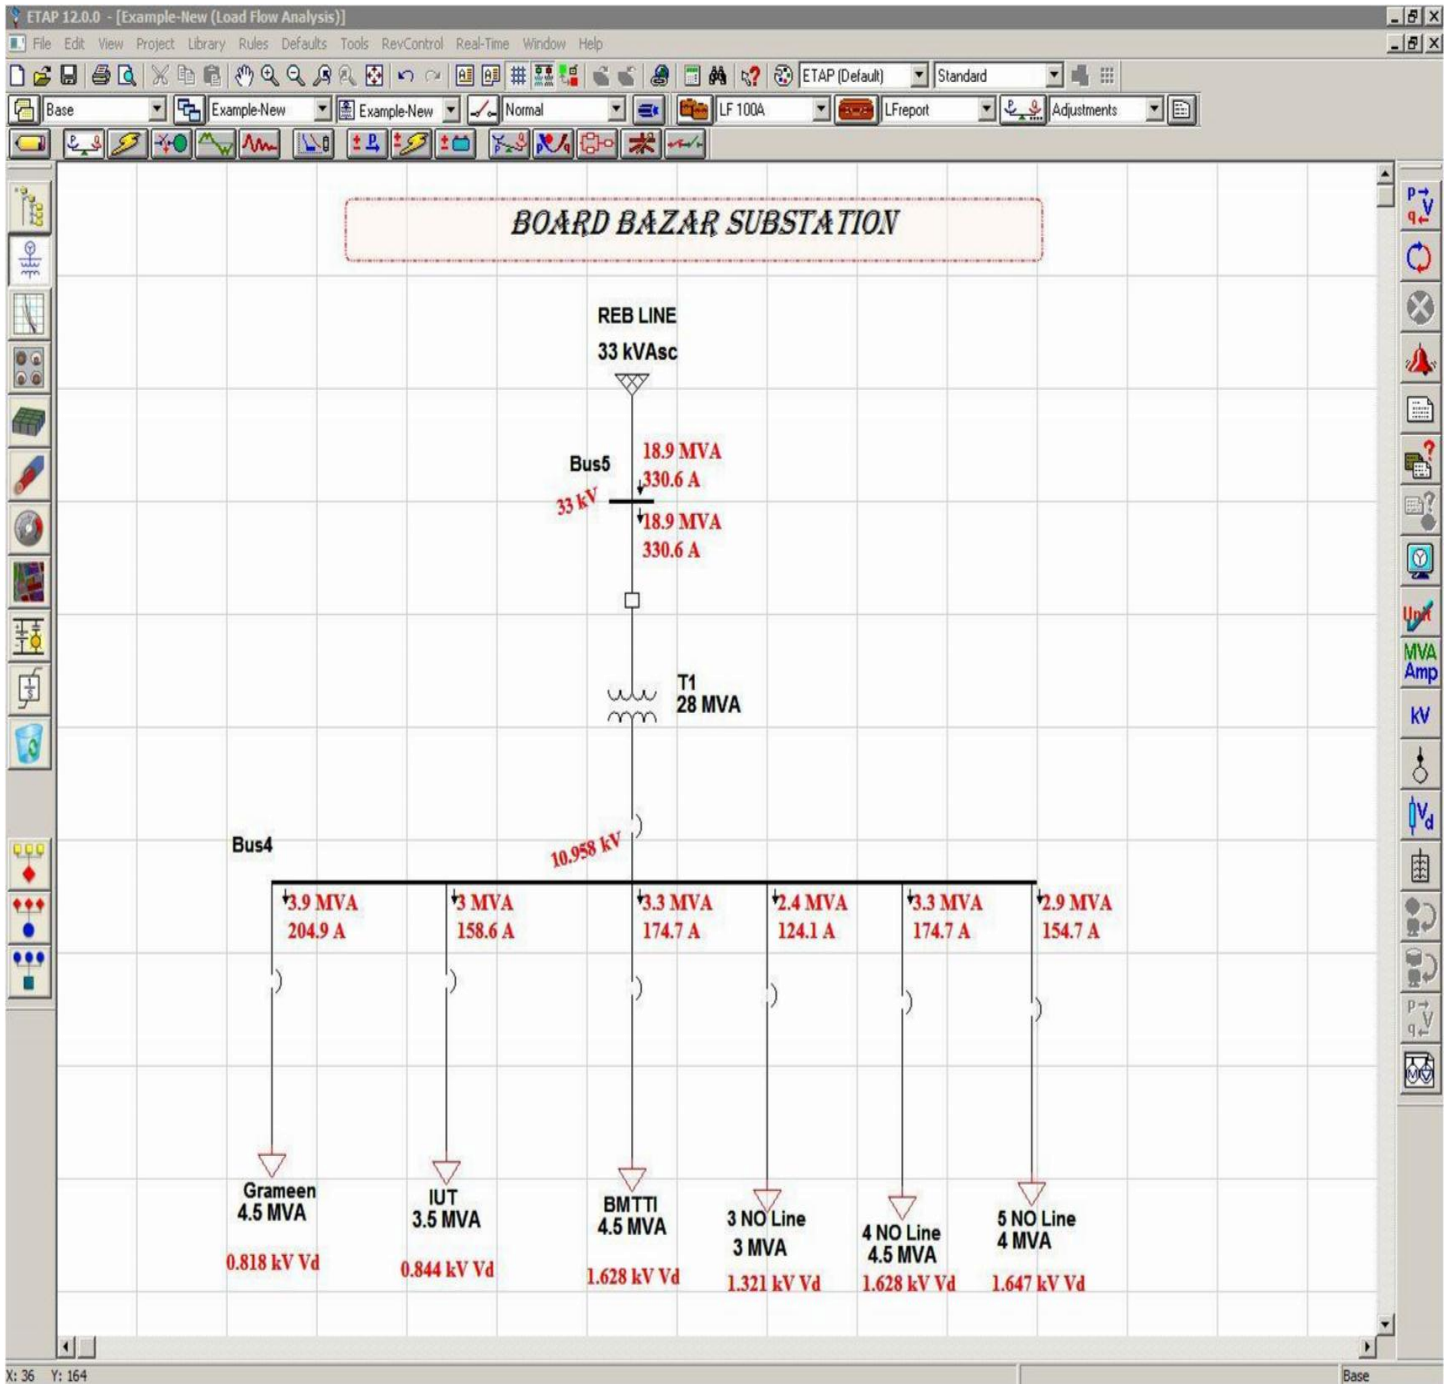 ETAP 12.0.0 - [Example-New (Load Flow Analysis)]
File Edit View Project Library Rules Defaults Tools RevControl Real-Time Window Help
ETAP (Default) Standard
Base Example-New Example-New Normal LF 100A LFreport Adjustments
BOARD BAZAR SUBSTATION
REB LINE
33 kVAsc
18.9 MVA
Bus5
330.6 A
33 kV
18.9 MVA
330.6 A
T1
28 MVA
Bus4
10.958 kV
3.9 MVA 3 MVA 3.3 MVA 2.4 MVA 3.3 MVA 2.9 MVA
204.9 A 158.6 A 174.7 A 124.1 A 174.7 A 154.7 A
Grameen
4.5 MVA
0.818 kV Vd
IUT
3.5 MVA
0.844 kV Vd
BMTTI
4.5 MVA
1.628 kV Vd
3 NO Line
3 MVA
1.321 kV Vd
4 NO Line
4.5 MVA
1.628 kV Vd
5 NO Line
4 MVA
1.647 kV Vd
MVA
Amp
kV
Vd
X: 36 Y: 164
Base